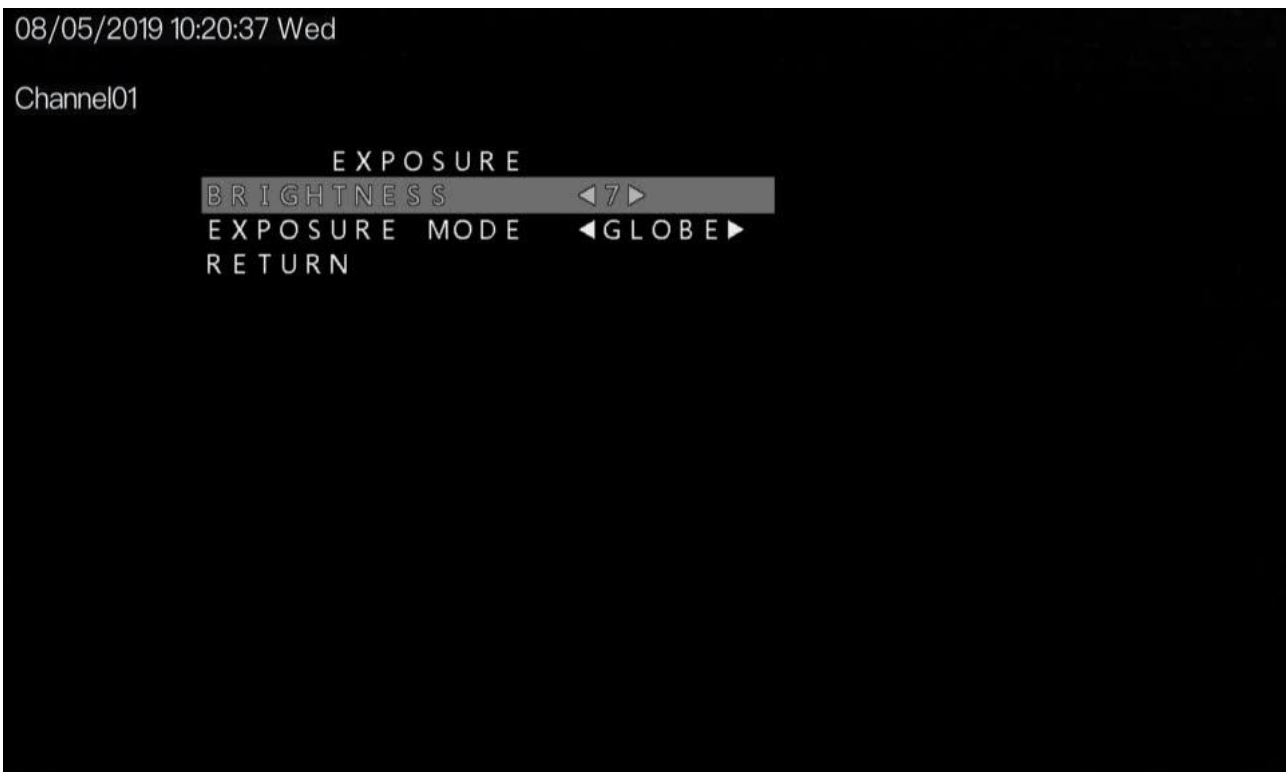 08/05/2019 10:20:37 Wed
Channel01
EXPOSURE
BRIGHTNESS ◀7▶
EXPOSURE MODE ◀GLOBE▶
RETURN